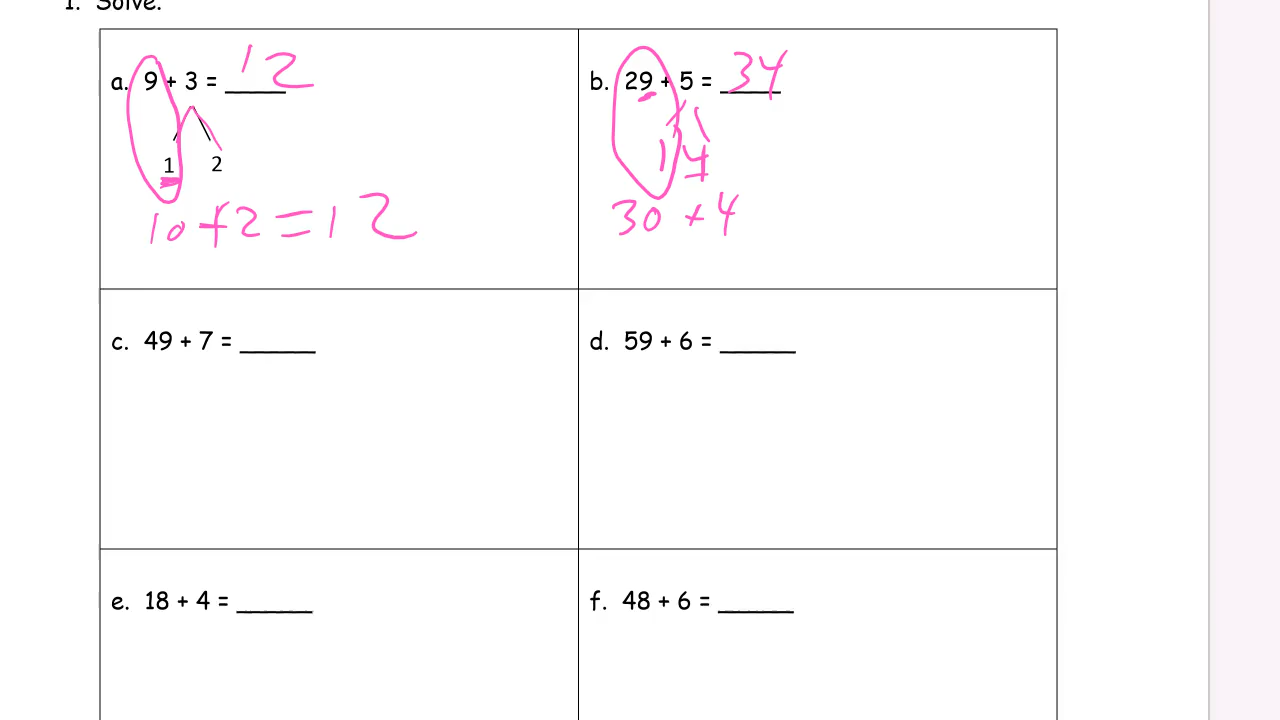 1. Solve.
a. 9 + 3 = 12
1 2
10 + 2 = 12
b. 29 + 5 = 34
1 4
30 + 4
c. 49 + 7 = ______
d. 59 + 6 = ______
e. 18 + 4 = ______
f. 48 + 6 = ______